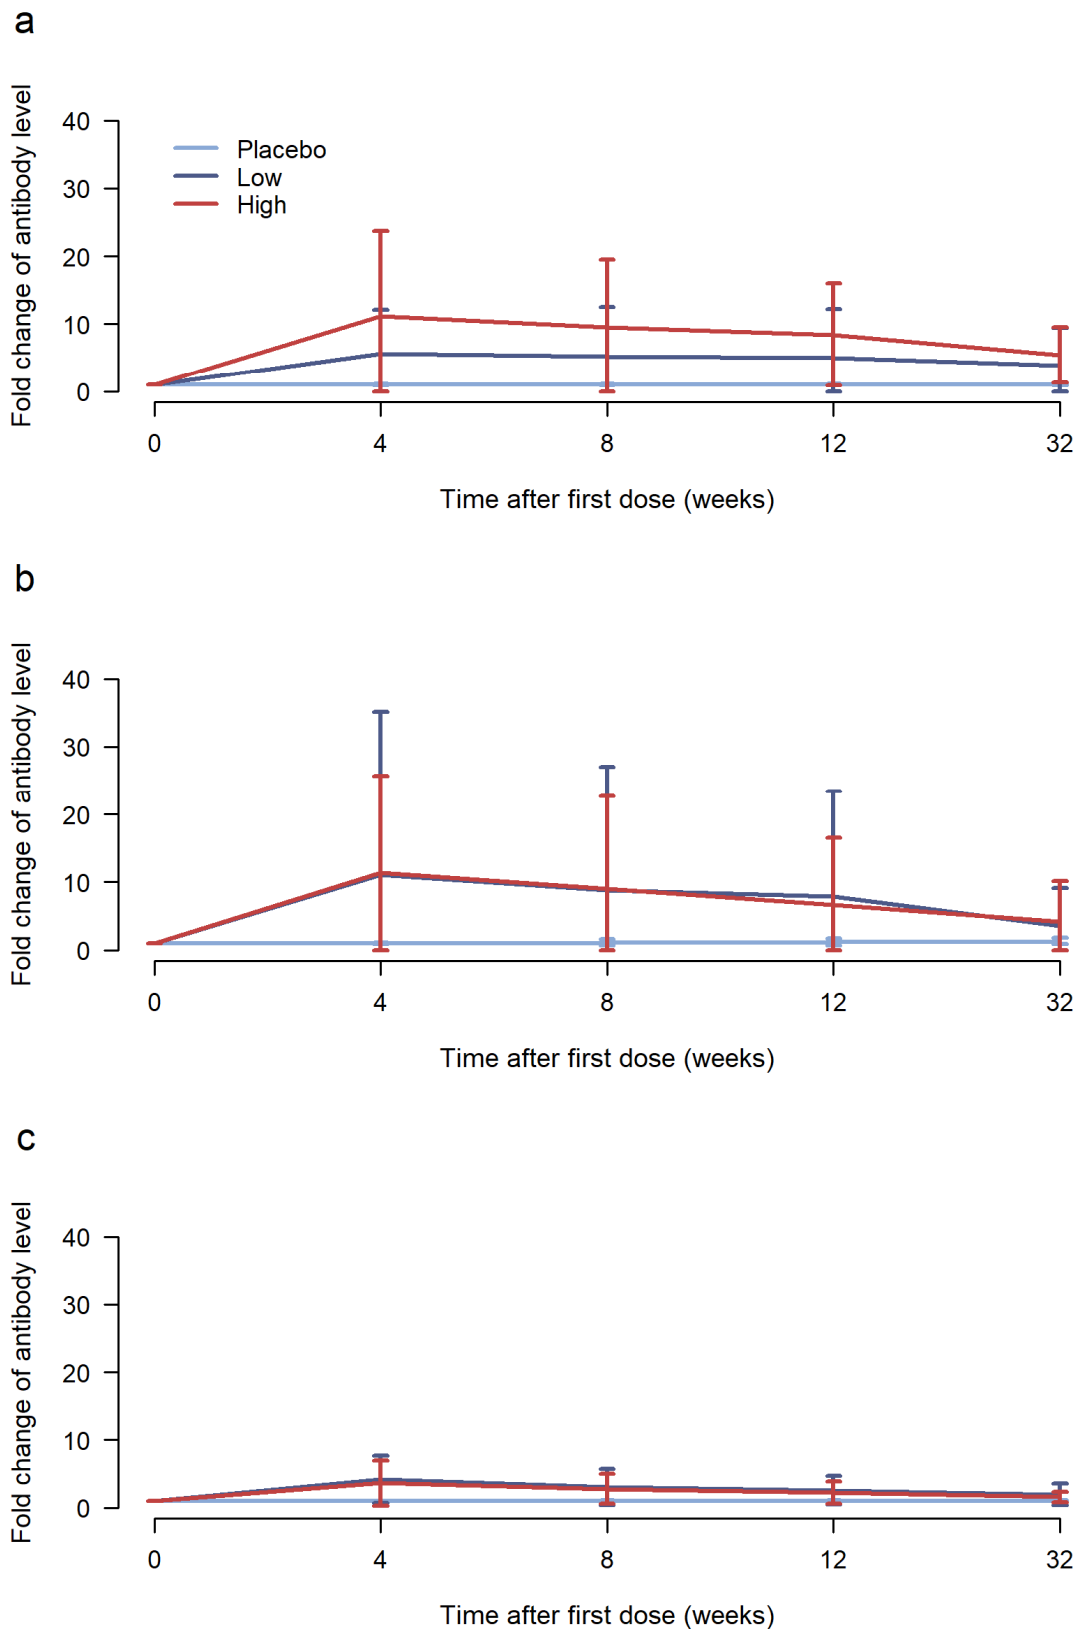 a
Fold change of antibody level
40
30
20
10
0
Placebo
Low
High
0 4 8 12 32
Time after first dose (weeks)
b
Fold change of antibody level
40
30
20
10
0
0 4 8 12 32
Time after first dose (weeks)
c
Fold change of antibody level
40
30
20
10
0
0 4 8 12 32
Time after first dose (weeks)